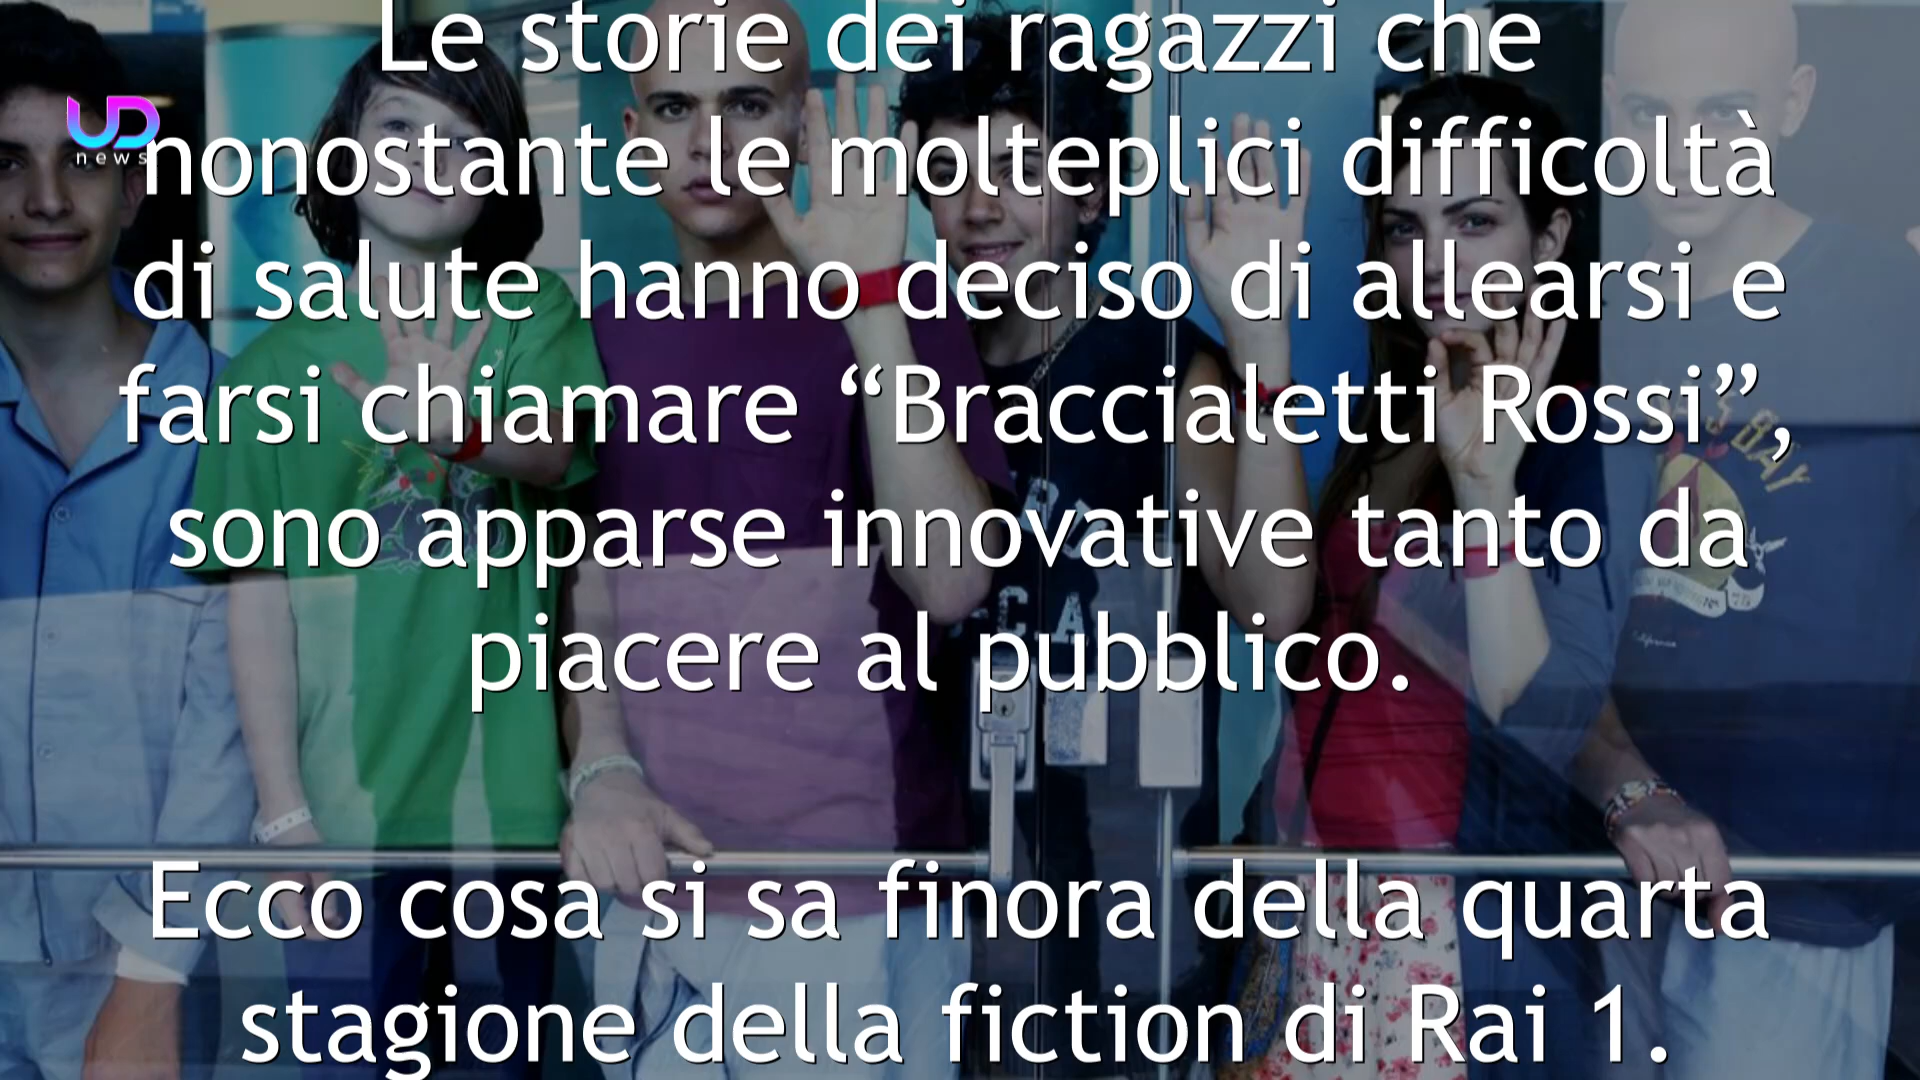 Le storie dei ragazzi che
UD
news
nonostante le molteplici difficoltà
di salute hanno deciso di allearsi e
farsi chiamare “Braccialetti Rossi”,
sono apparse innovative tanto da
piacere al pubblico.
Ecco cosa si sa finora della quarta
stagione della fiction di Rai 1.